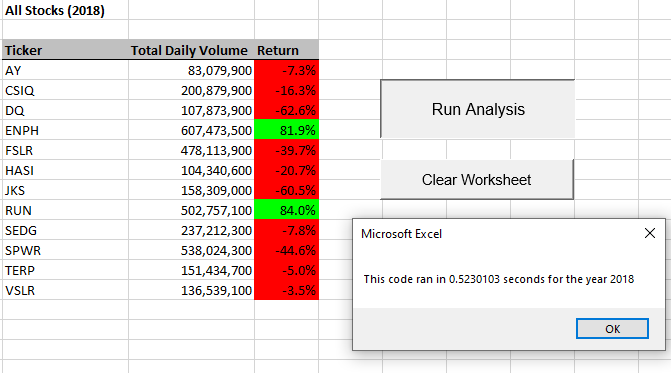 All Stocks (2018)
Ticker Total Daily Volume Return
AY 83,079,900 -7.3%
CSIQ 200,879,900 -16.3%
DQ 107,873,900 -62.6%
ENPH 607,473,500 81.9%
FSLR 478,113,900 -39.7%
HASI 104,340,600 -20.7%
JKS 158,309,000 -60.5%
RUN 502,757,100 84.0%
SEDG 237,212,300 -7.8%
SPWR 538,024,300 -44.6%
TERP 151,434,700 -5.0%
VSLR 136,539,100 -3.5%
Run Analysis
Clear Worksheet
Microsoft Excel
This code ran in 0.5230103 seconds for the year 2018
OK